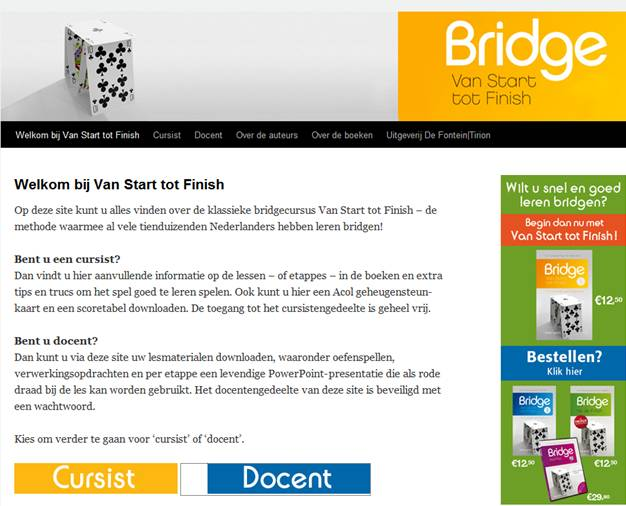 Bridge
Van Start
tot Finish
Welkom bij Van Start tot Finish Cursist Docent Over de auteurs Over de boeken Uitgeverij De Fontein|Tirion
Welkom bij Van Start tot Finish
Op deze site kunt u alles vinden over de klassieke bridgecursus Van Start tot Finish – de
methode waarmee al vele tienduizenden Nederlanders hebben leren bridgen!
Bent u een cursist?
Dan vindt u hier aanvullende informatie op de lessen – of etappes – in de boeken en extra
tips en trucs om het spel goed te leren spelen. Ook kunt u hier een Acol geheugensteun-
kaart en een scoretabel downloaden. De toegang tot het cursistengedeelte is geheel vrij.
Bent u docent?
Dan kunt u via deze site uw lesmaterialen downloaden, waaronder oefenspellen,
verwerkingsopdrachten en per etappe een levendige PowerPoint-presentatie die als rode
draad bij de les kan worden gebruikt. Het docentengedeelte van deze site is beveiligd met
een wachtwoord.
Kies om verder te gaan voor ‘cursist’ of ‘docent’.
Cursist Docent
Wilt u snel en goed
leren bridgen?
Begin dan nu met
Van Start tot Finish!
Bridge
€12,50
Bestellen?
Klik hier
Bridge Bridge
€12,50 €12,50
Bridge
€29,80